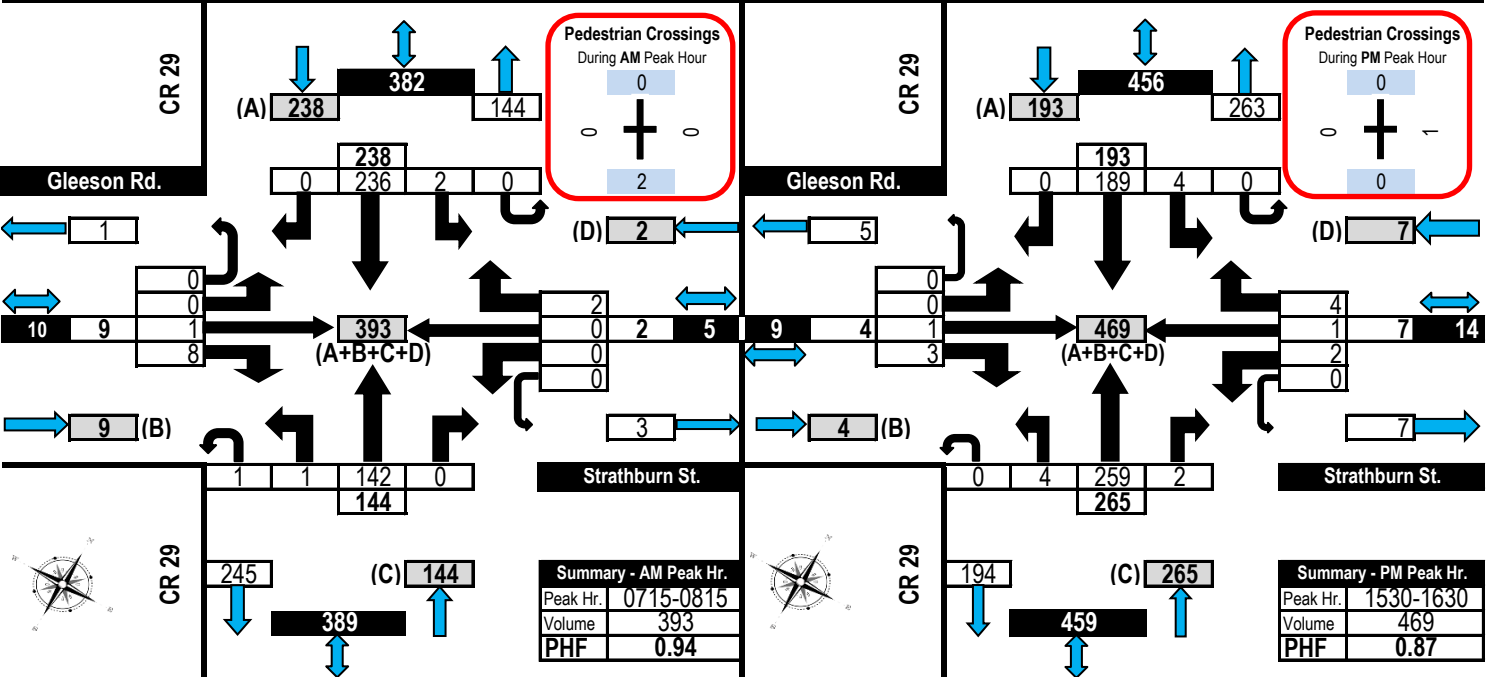 Pedestrian Crossings
During AM Peak Hour
0
0 0
2
CR 29
382
(A) 238 144
238
0 236 2 0
Gleeson Rd.
1
(D) 2
0
0
1
8
10 9
393
(A+B+C+D)
2
0
0
0
2 5
9 (B)
3
1 1 142 0
144
Strathburn St.
CR 29
245
(C) 144
389
Summary - AM Peak Hr.
Peak Hr. 0715-0815
Volume 393
PHF 0.94
Pedestrian Crossings
During PM Peak Hour
0
0 1
0
CR 29
456
(A) 193 263
193
0 189 4 0
Gleeson Rd.
5
(D) 7
0
0
1
3
9 4
469
(A+B+C+D)
4
1
2
0
7 14
4 (B)
7
0 4 259 2
265
Strathburn St.
CR 29
194
(C) 265
459
Summary - PM Peak Hr.
Peak Hr. 1530-1630
Volume 469
PHF 0.87